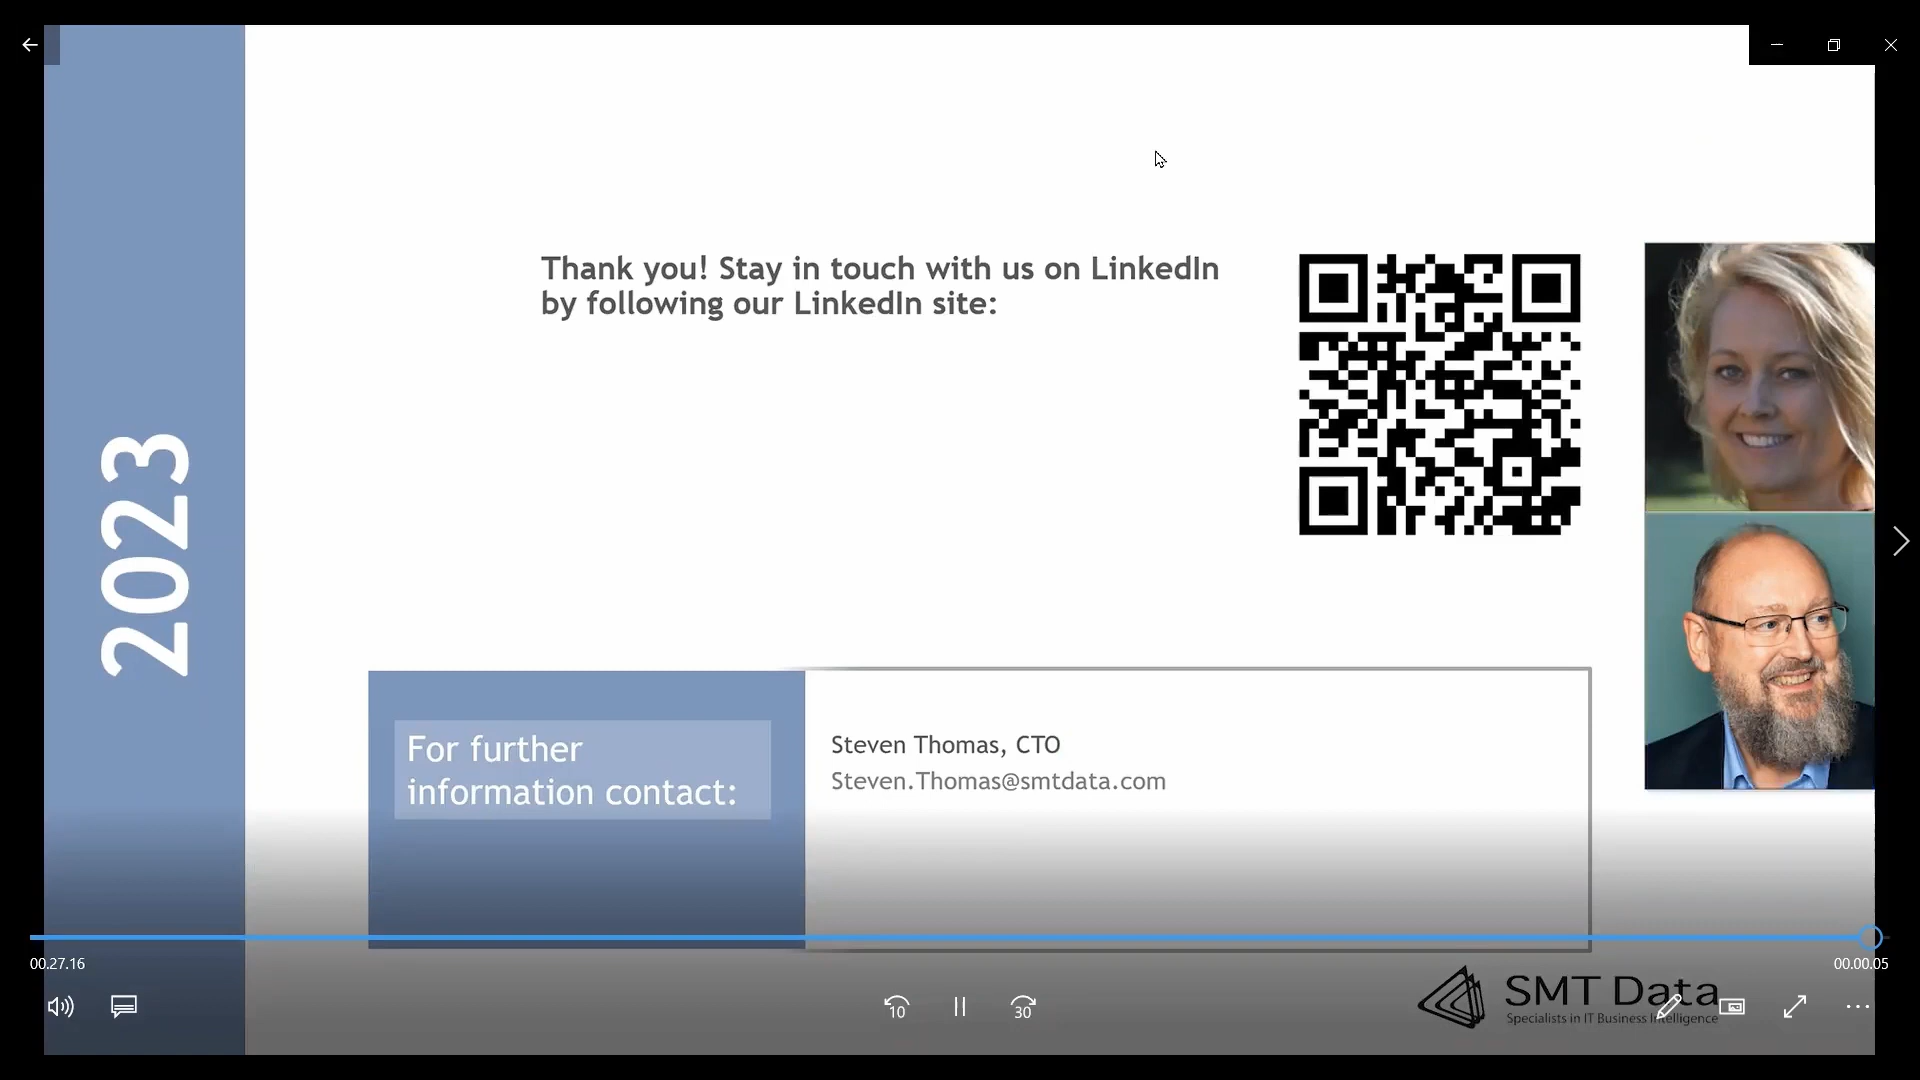 2023
Thank you! Stay in touch with us on LinkedIn
by following our LinkedIn site:
For further
information contact:
Steven Thomas, CTO
Steven.Thomas@smtdata.com
00.27.16
00.00.05
10
30
SMT Data
Specialists in IT Business Intelligence